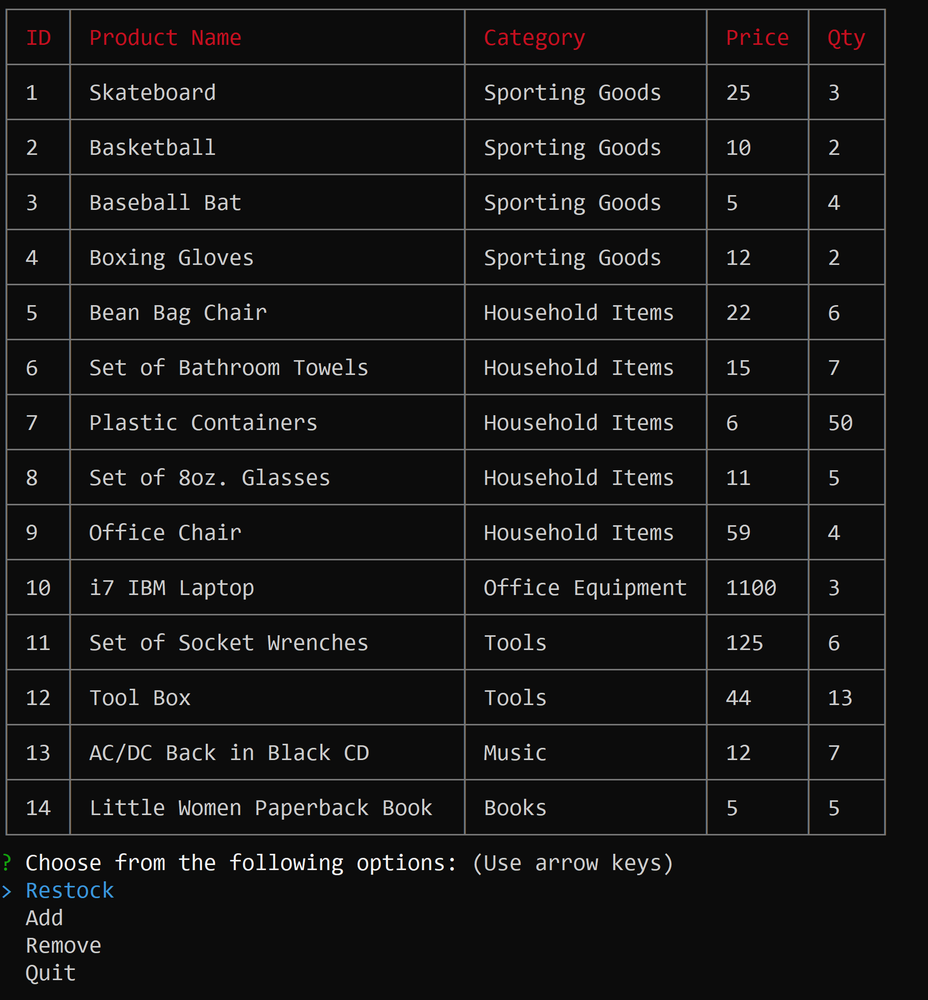 ID Product Name Category Price Qty
1 Skateboard Sporting Goods 25 3
2 Basketball Sporting Goods 10 2
3 Baseball Bat Sporting Goods 5 4
4 Boxing Gloves Sporting Goods 12 2
5 Bean Bag Chair Household Items 22 6
6 Set of Bathroom Towels Household Items 15 7
7 Plastic Containers Household Items 6 50
8 Set of 8oz. Glasses Household Items 11 5
9 Office Chair Household Items 59 4
10 i7 IBM Laptop Office Equipment 1100 3
11 Set of Socket Wrenches Tools 125 6
12 Tool Box Tools 44 13
13 AC/DC Back in Black CD Music 12 7
14 Little Women Paperback Book Books 5 5
? Choose from the following options: (Use arrow keys)
> Restock
Add
Remove
Quit